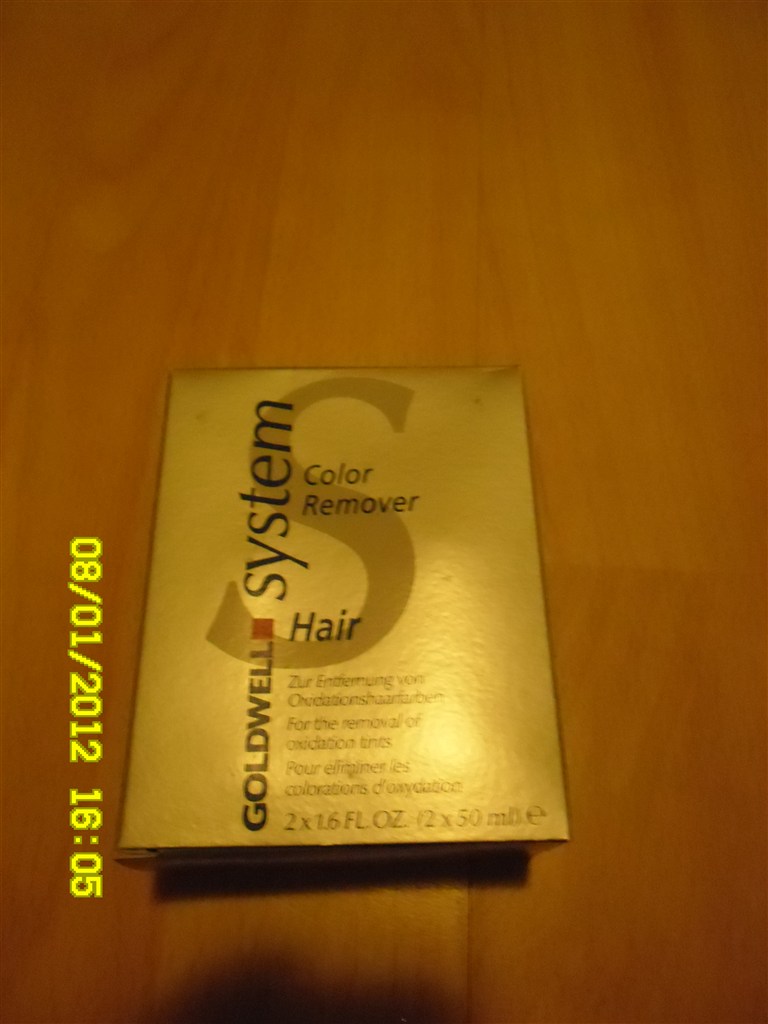 GOLDWELL system
Color
Remover
Hair
Zur Entfernung von
Oxidationshaarfarben
For the removal of
oxidation tints
Pour éliminer les
colorations d'oxydation
2 x 1.6 FL. OZ. (2 x 50 ml) ℮
08/01/2012 16:05